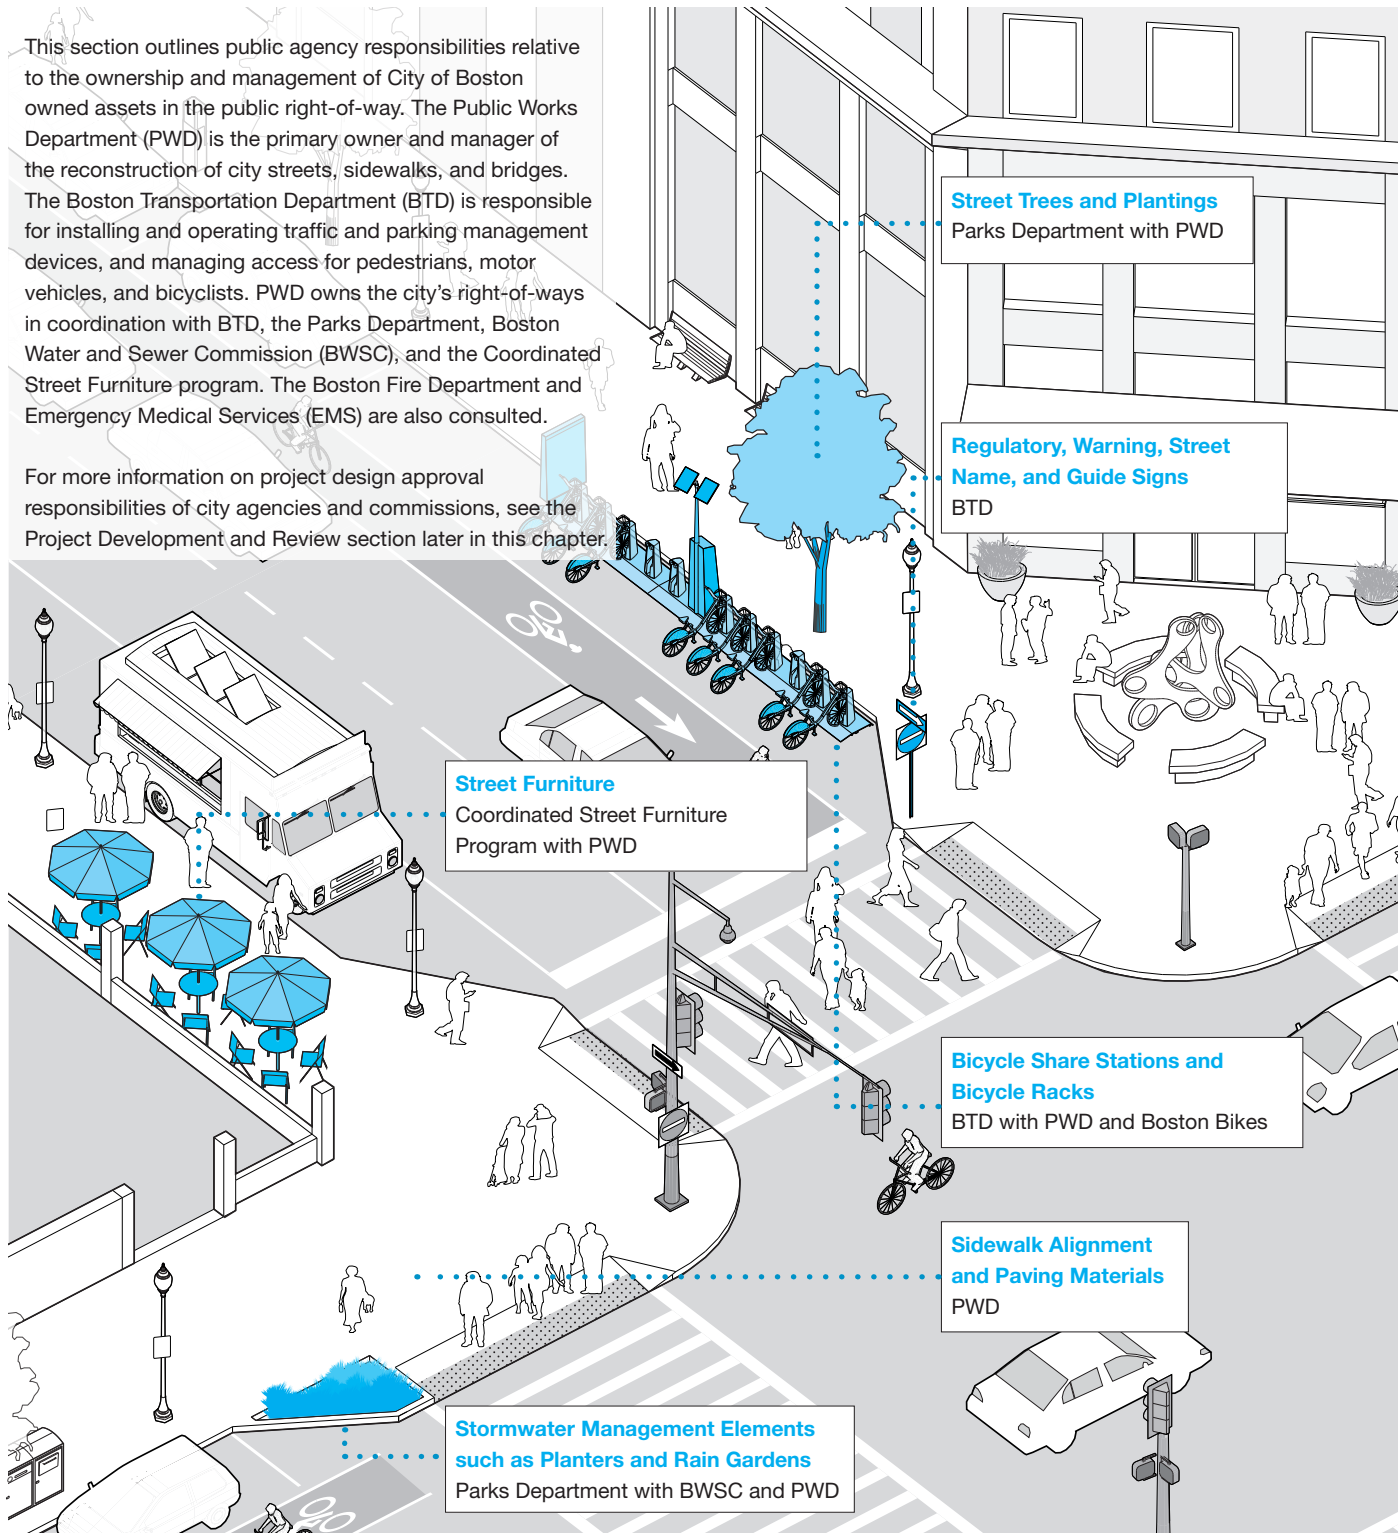 This section outlines public agency responsibilities relative
to the ownership and management of City of Boston
owned assets in the public right-of-way. The Public Works
Department (PWD) is the primary owner and manager of
the reconstruction of city streets, sidewalks, and bridges.
The Boston Transportation Department (BTD) is responsible
for installing and operating traffic and parking management
devices, and managing access for pedestrians, motor
vehicles, and bicyclists. PWD owns the city’s right-of-ways
in coordination with BTD, the Parks Department, Boston
Water and Sewer Commission (BWSC), and the Coordinated
Street Furniture program. The Boston Fire Department and
Emergency Medical Services (EMS) are also consulted.
For more information on project design approval
responsibilities of city agencies and commissions, see the
Project Development and Review section later in this chapter.
Street Trees and Plantings
Parks Department with PWD
Regulatory, Warning, Street
Name, and Guide Signs
BTD
Street Furniture
Coordinated Street Furniture
Program with PWD
Bicycle Share Stations and
Bicycle Racks
BTD with PWD and Boston Bikes
Sidewalk Alignment
and Paving Materials
PWD
Stormwater Management Elements
such as Planters and Rain Gardens
Parks Department with BWSC and PWD